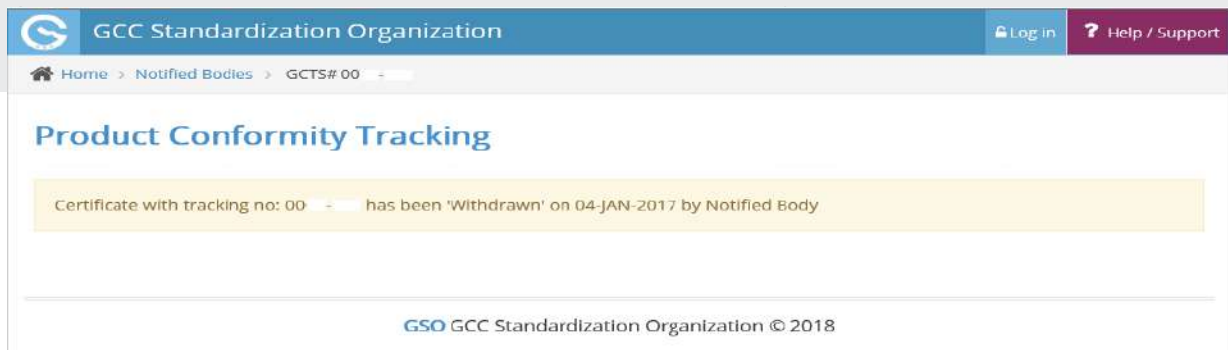 GCC Standardization Organization
Log in
? Help / Support
Home > Notified Bodies > GCTS# 00 -
Product Conformity Tracking
Certificate with tracking no: 00 - has been 'Withdrawn' on 04-JAN-2017 by Notified Body
GSO GCC Standardization Organization © 2018